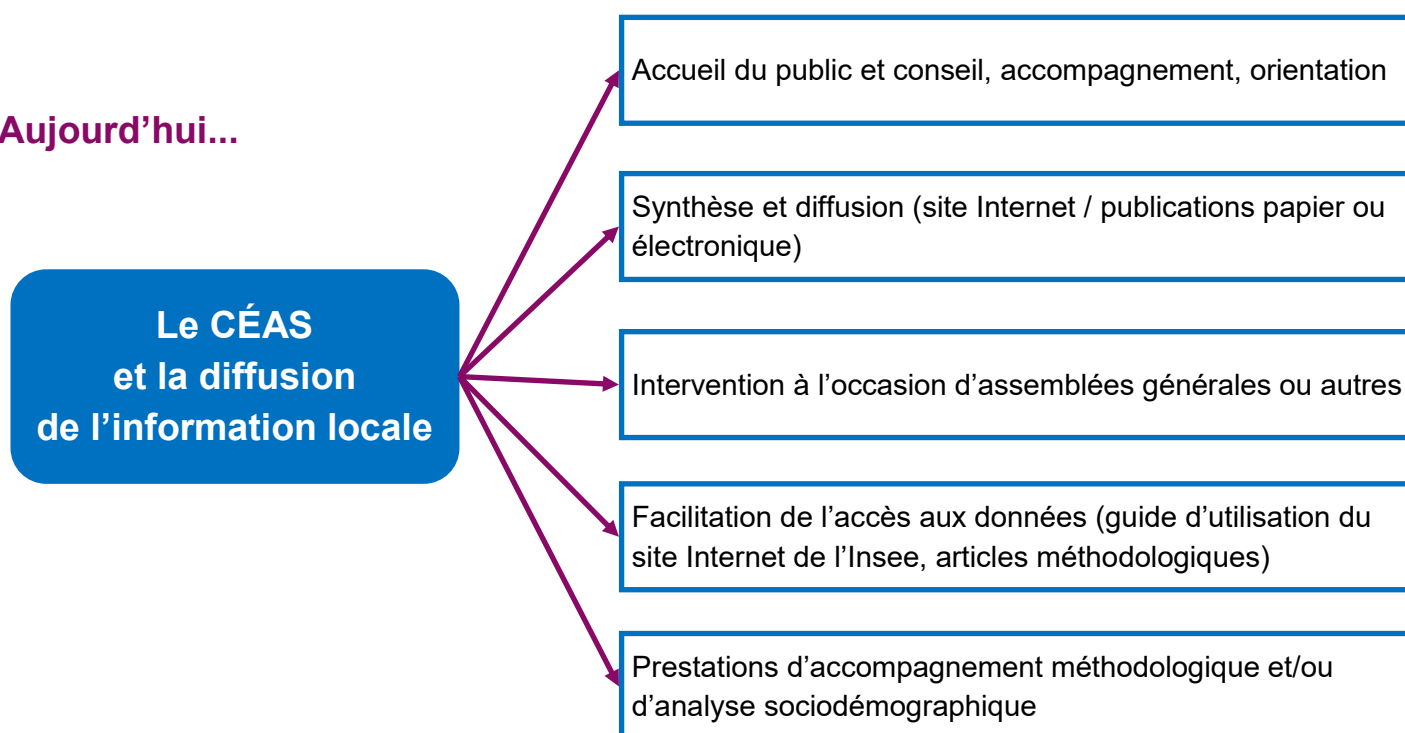 Aujourd’hui...
Le CÉAS
et la diffusion
de l’information locale
Accueil du public et conseil, accompagnement, orientation
Synthèse et diffusion (site Internet / publications papier ou
électronique)
Intervention à l’occasion d’assemblées générales ou autres
Facilitation de l’accès aux données (guide d’utilisation du
site Internet de l’Insee, articles méthodologiques)
Prestations d’accompagnement méthodologique et/ou
d’analyse sociodémographique